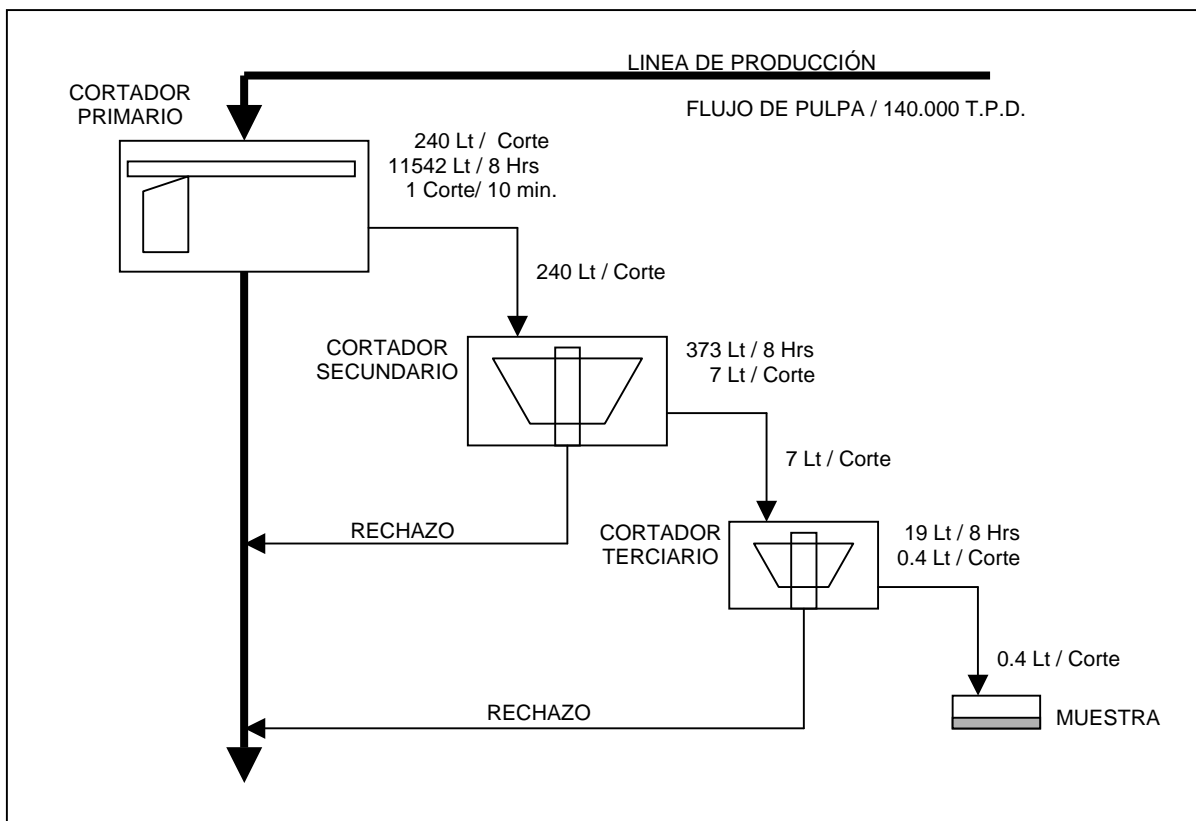 LINEA DE PRODUCCIÓN
FLUJO DE PULPA / 140.000 T.P.D.
CORTADOR
PRIMARIO
240 Lt / Corte
11542 Lt / 8 Hrs
1 Corte/ 10 min.
240 Lt / Corte
CORTADOR
SECUNDARIO
373 Lt / 8 Hrs
7 Lt / Corte
7 Lt / Corte
RECHAZO
CORTADOR
TERCIARIO
19 Lt / 8 Hrs
0.4 Lt / Corte
0.4 Lt / Corte
RECHAZO
MUESTRA